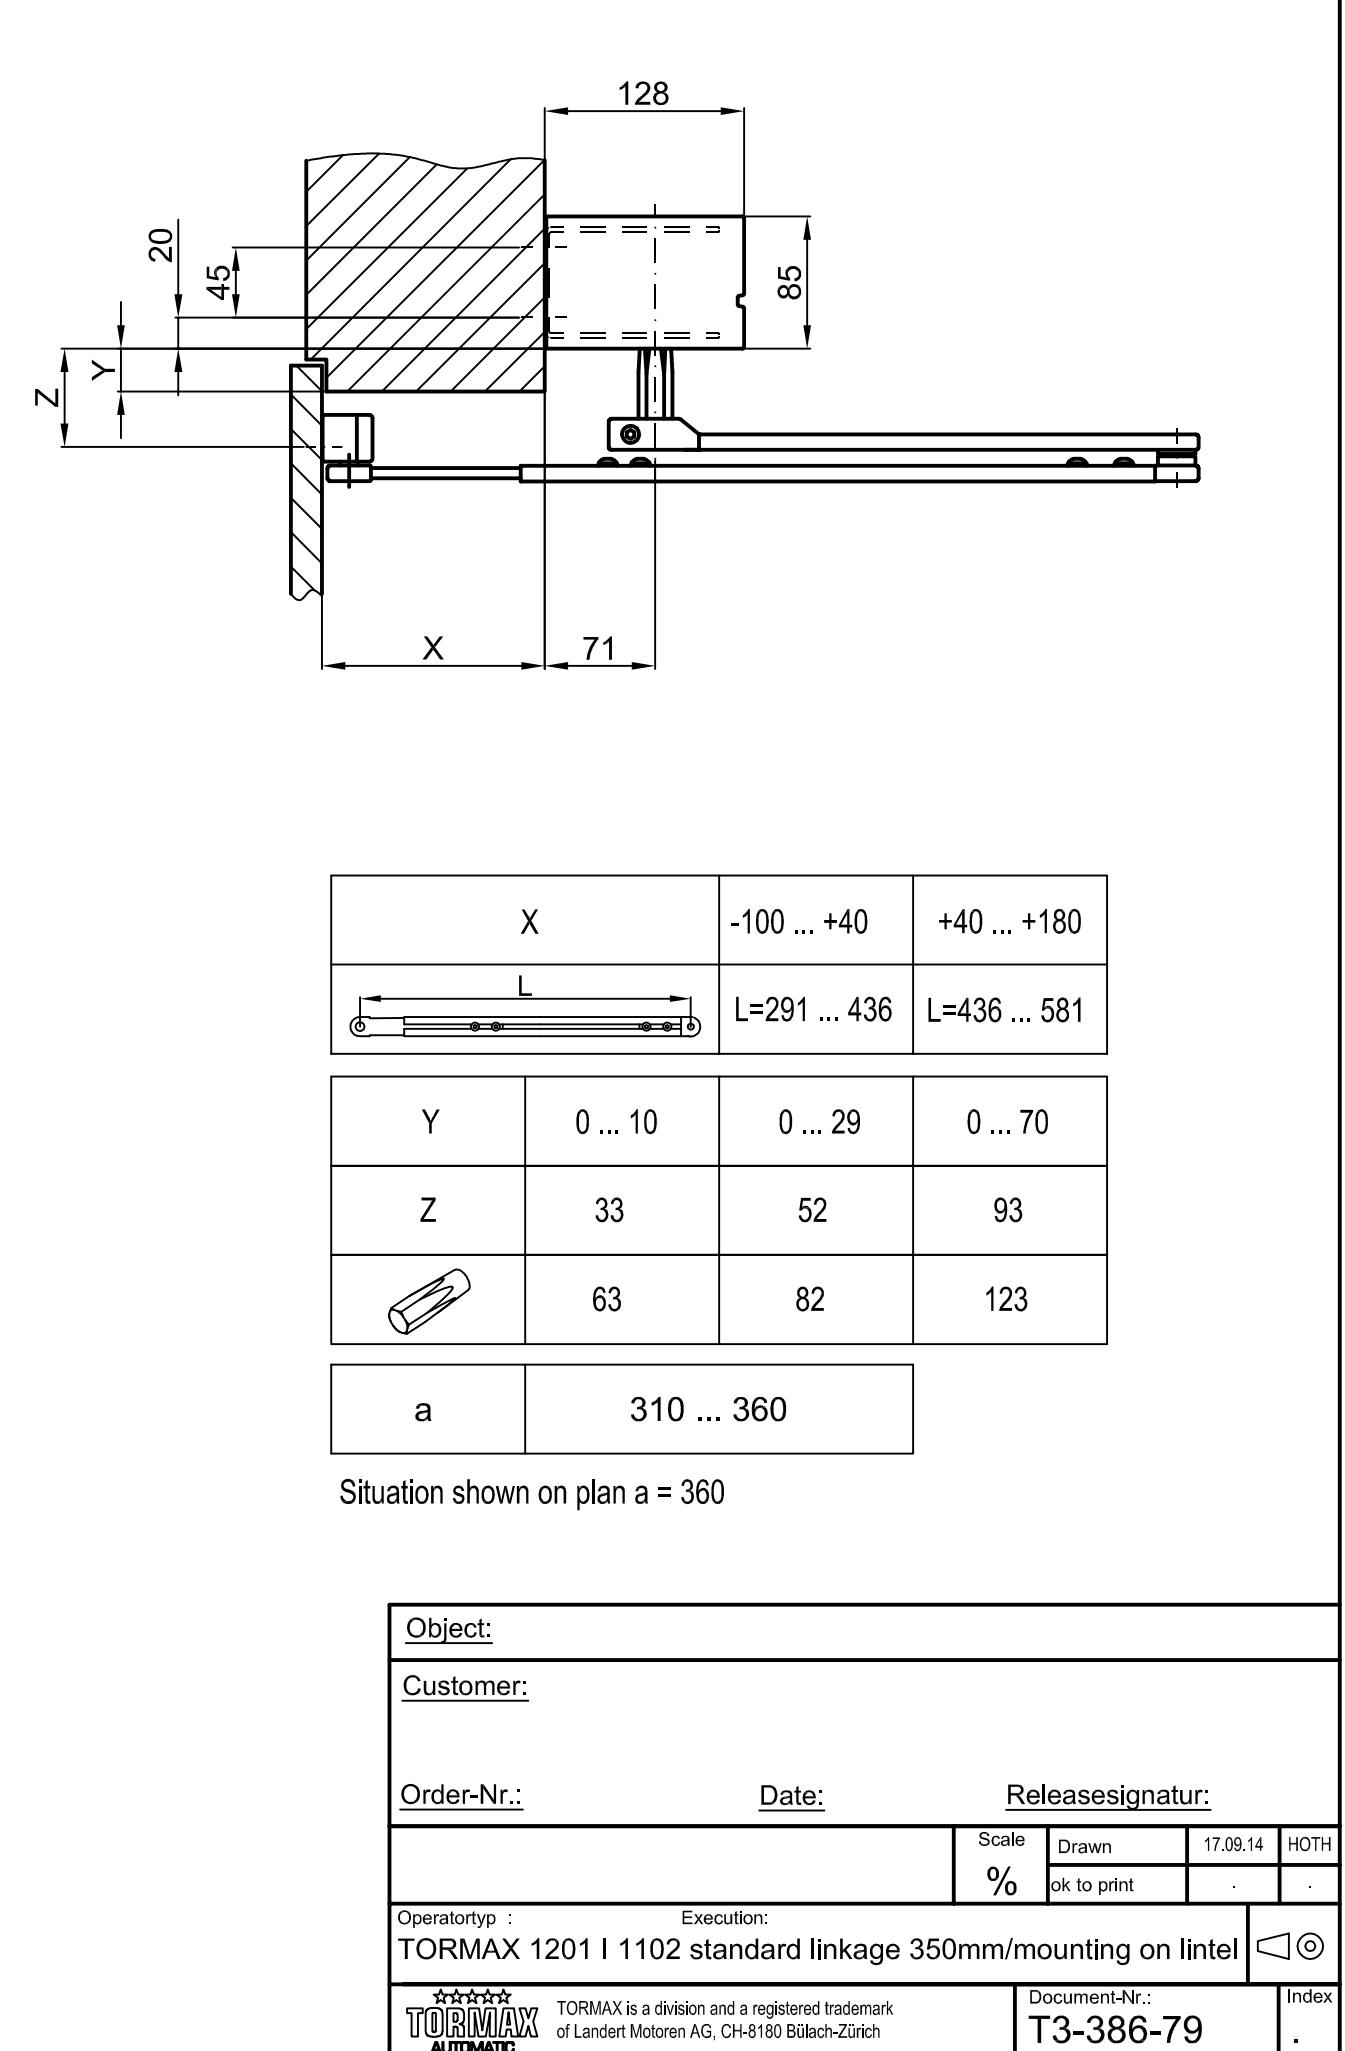 128
20
45
85
Y
Z
X
71
X -100 ... +40 +40 ... +180
L L=291 ... 436 L=436 ... 581
Y 0 ... 10 0 ... 29 0 ... 70
Z 33 52 93
63 82 123
a 310 ... 360
Situation shown on plan a = 360
Object:
Customer:
Order-Nr.: Date: Releasesignatur:
Scale Drawn 17.09.14 HOTH
% ok to print . .
Operatortyp : Execution:
TORMAX 1201 I 1102 standard linkage 350mm/mounting on lintel
TORMAX
AUTOMATIC
TORMAX is a division and a registered trademark
of Landert Motoren AG, CH-8180 Bülach-Zürich
Document-Nr.: Index
T3-386-79 .